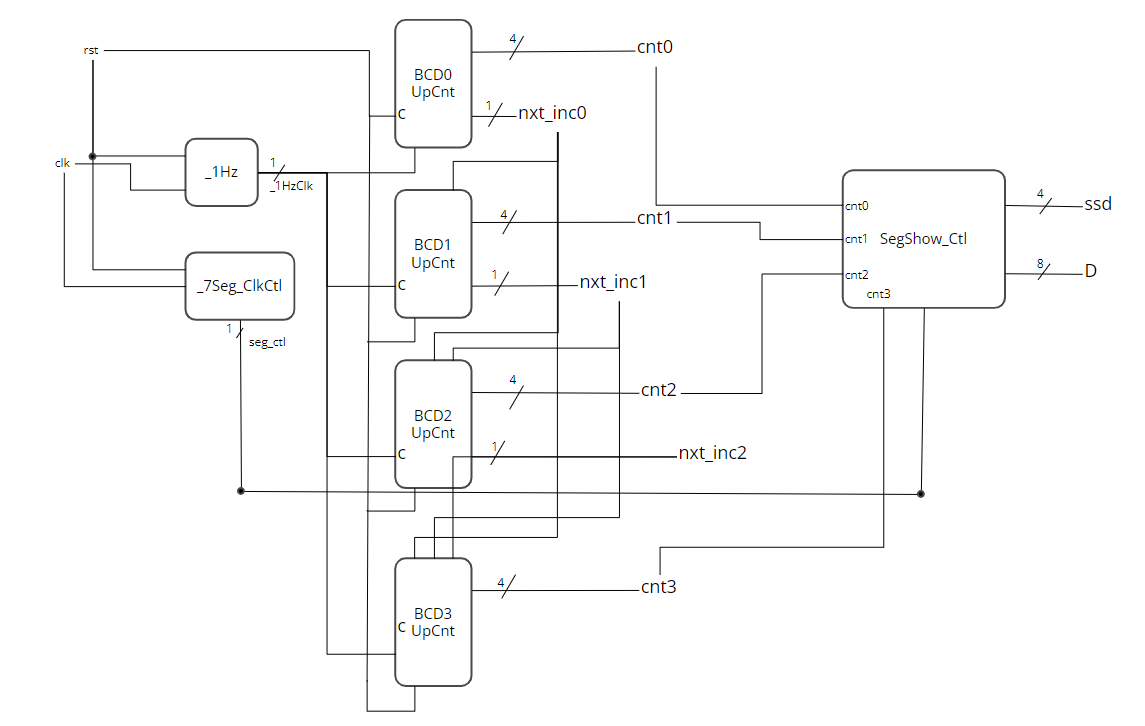 rst
BCD0
UpCnt
C
4
cnt0
1
nxt_inc0
clk
_1Hz
1
_1HzClk
BCD1
UpCnt
C
4
cnt1
1
nxt_inc1
_7Seg_ClkCtl
1
seg_ctl
BCD2
UpCnt
C
4
cnt2
1
nxt_inc2
BCD3
UpCnt
C
4
cnt3
cnt0
cnt1
cnt2
cnt3
SegShow_Ctl
4
ssd
8
D